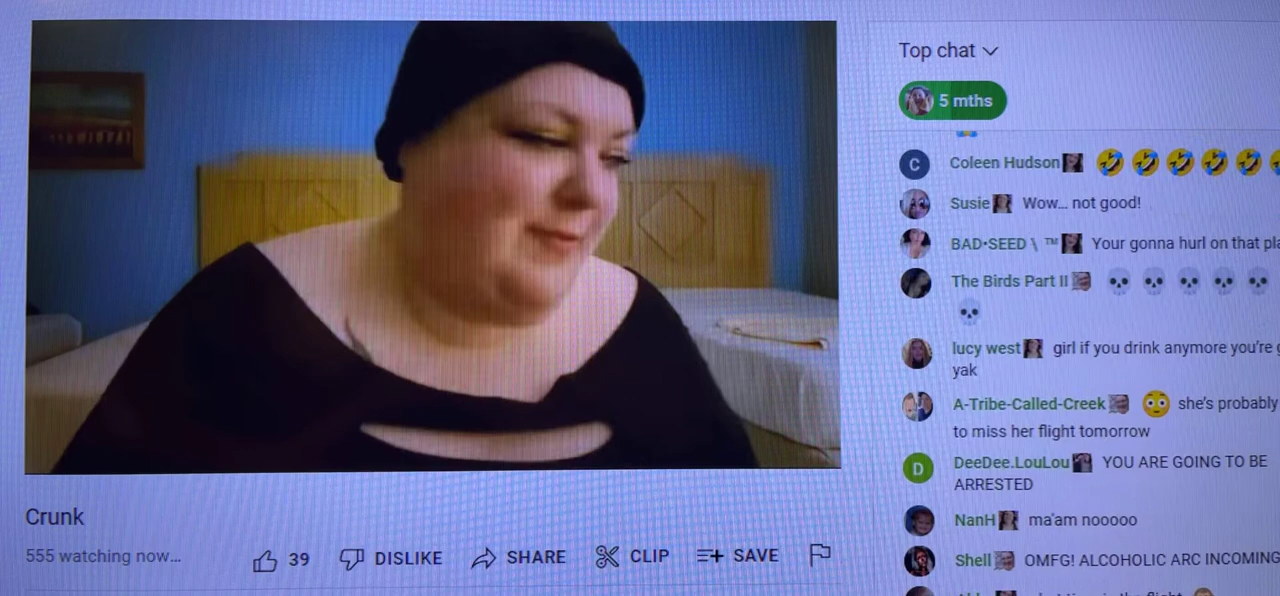 Top chat
5 mths
C
Coleen Hudson
Susie Wow... not good!
BAD•SEED \ ™ Your gonna hurl on that
The Birds Part II
lucy west girl if you drink anymore you're
yak
A-Tribe-Called-Creek she's probably
to miss her flight tomorrow
D
DeeDee.LouLou YOU ARE GOING TO BE
ARRESTED
NanH ma'am nooooo
Shell OMFG! ALCOHOLIC ARC INCOMING
Crunk
555 watching now...
39
DISLIKE
SHARE
CLIP
SAVE